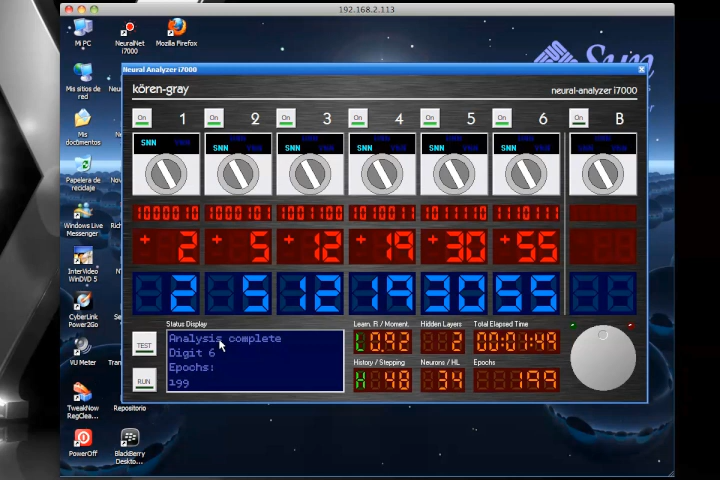 192.168.2.113
Mi PC
NeuralNet i7000
Mozilla Firefox
Sun
Mis sitios de red
Mis documentos
Papelera de reciclaje
Windows Live Messenger
InterVideo WinDVD 5
CyberLink Power2Go
VU Meter
TweakNow RegClea...
Repositorio
PowerOff
BlackBerry Deskto...
Neural Analyzer i7000
kören-gray
neural-analyzer i7000
On 1 On 2 On 3 On 4 On 5 On 6 On B
SNN SNN SNN SNN SNN SNN
1000010 1000101 1001100 1010011 1011110 1110111
+ 2 + 5 + 12 + 19 + 30 + 55
2 5 12 19 30 55
Status Display
Learn. R. / Moment.
Hidden Layers
Total Elapsed Time
TEST
Analysis complete
Digit 6
Epochs:
199
L 0.92
2
00:01:49
History / Stepping
Neurons / HL
Epochs
RUN
H 48
34
199